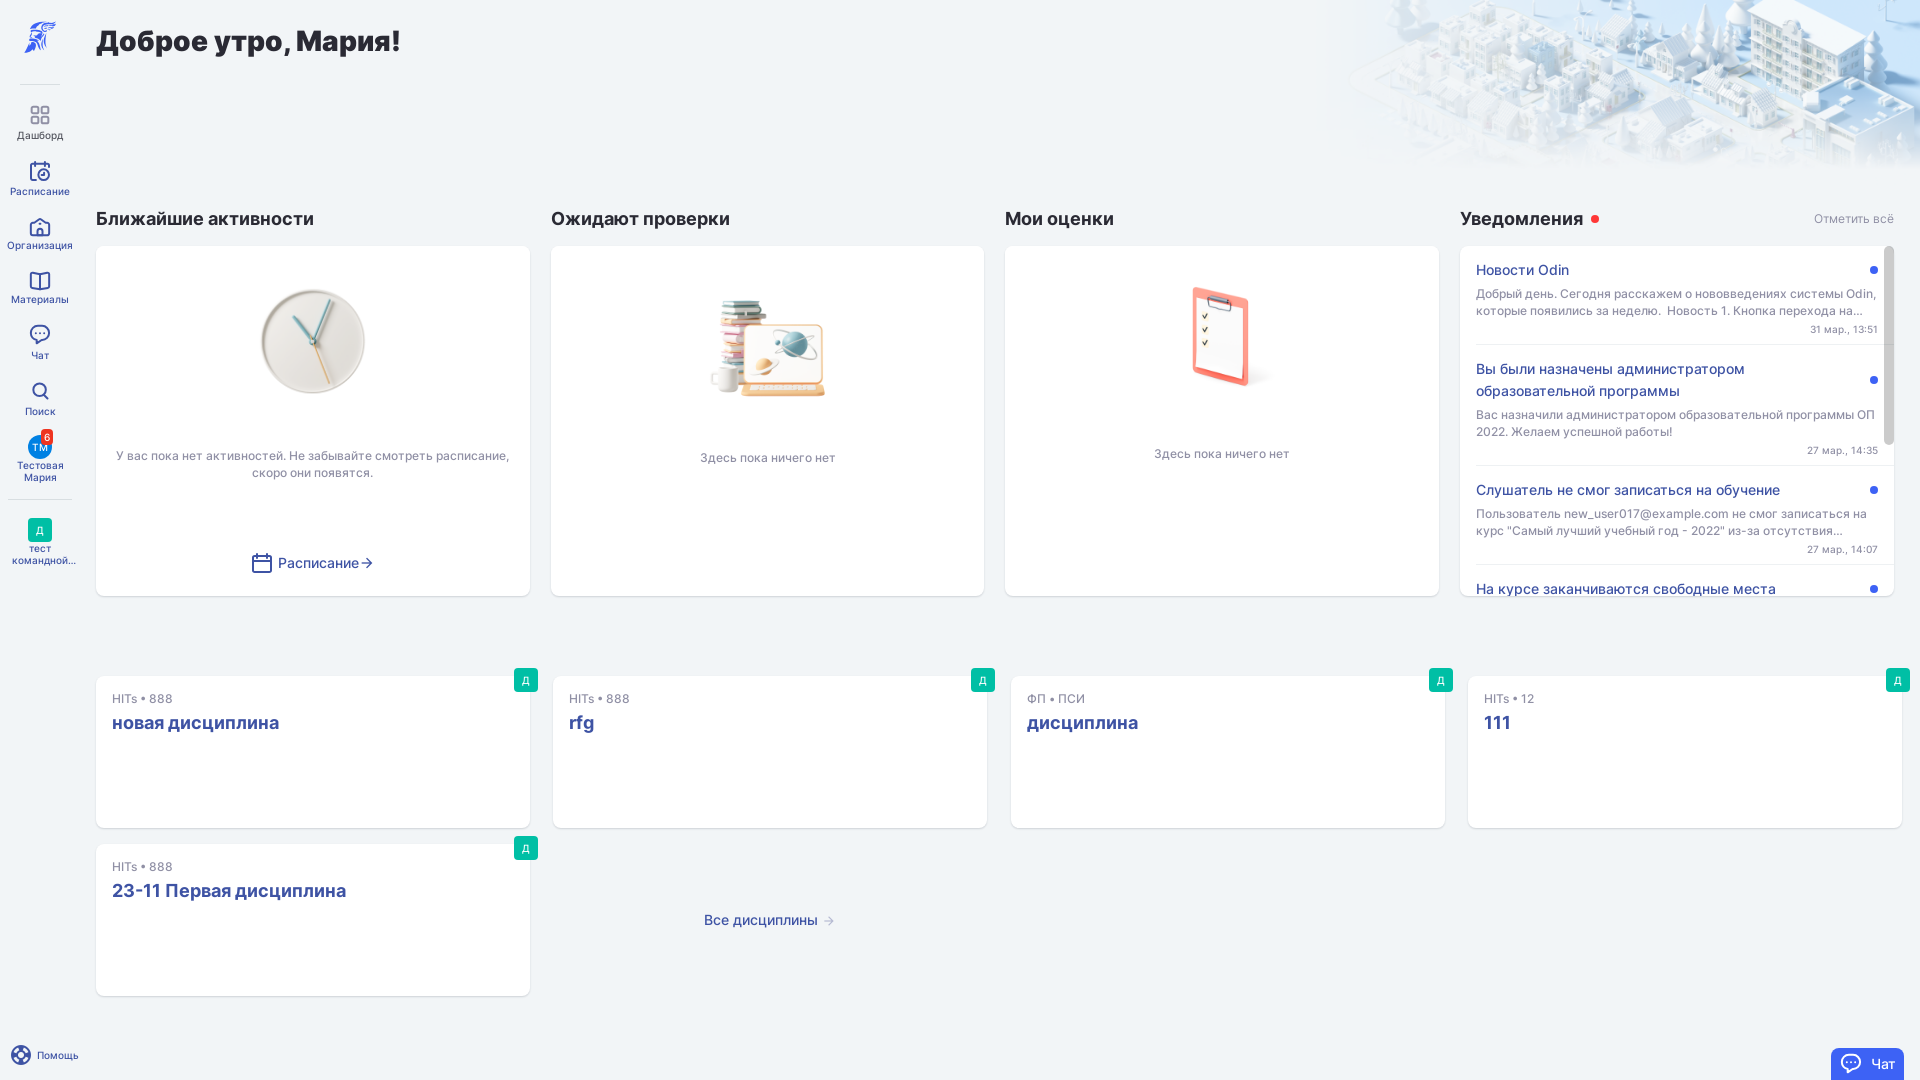 Доброе утро, Мария!
Дашборд
Расписание
Организация
Материалы
Чат
Поиск
ТМ
6
Тестовая
Мария
Д
тест
командной...
Помощь
Ближайшие активности
У вас пока нет активностей. Не забывайте смотреть расписание,
скоро они появятся.
Расписание
Ожидают проверки
Здесь пока ничего нет
Мои оценки
Здесь пока ничего нет
Уведомления
Отметить всё
Новости Odin
Добрый день. Сегодня расскажем о нововведениях системы Odin,
которые появились за неделю. Новость 1. Кнопка перехода на...
31 мар., 13:51
Вы были назначены администратором
образовательной программы
Вас назначили администратором образовательной программы ОП
2022. Желаем успешной работы!
27 мар., 14:35
Слушатель не смог записаться на обучение
Пользователь new_user017@example.com не смог записаться на
курс "Самый лучший учебный год - 2022" из-за отсутствия...
27 мар., 14:07
На курсе заканчиваются свободные места
Д
HITs • 888
новая дисциплина
Д
HITs • 888
rfg
Д
ФП • ПСИ
дисциплина
Д
HITs • 12
111
Д
HITs • 888
23-11 Первая дисциплина
Все дисциплины
Чат